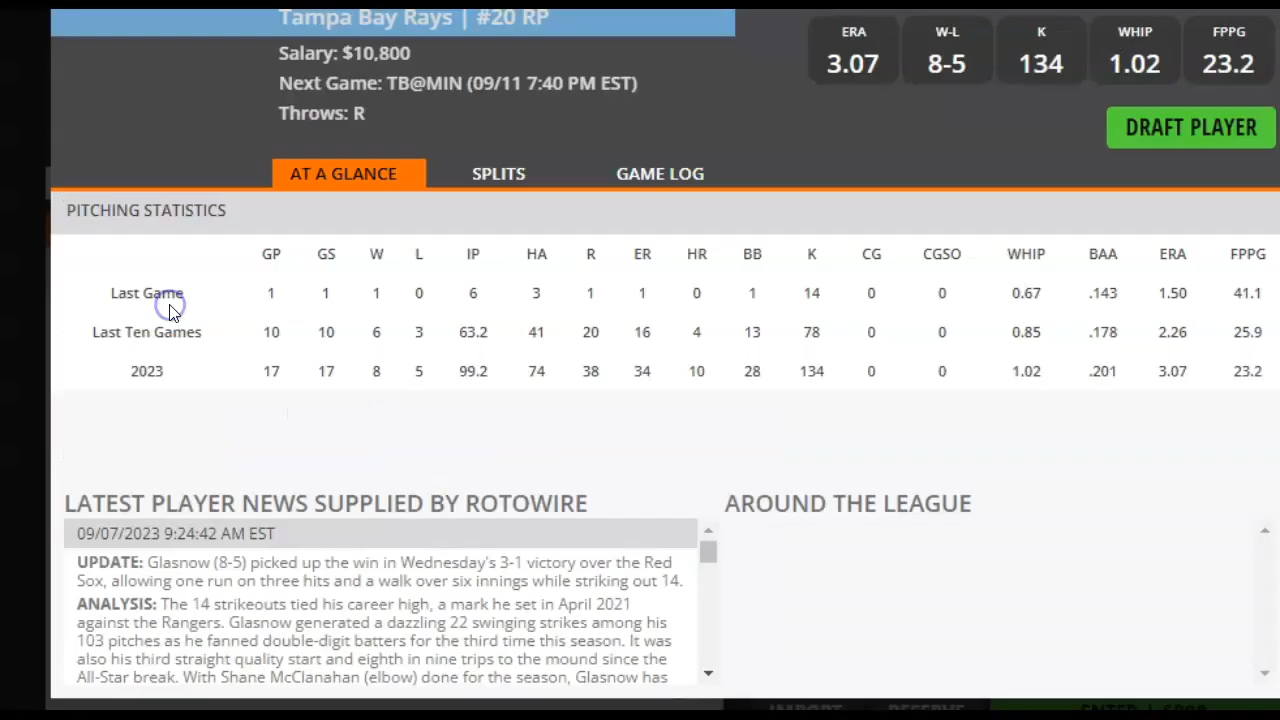 Tampa Bay Rays | #20 RP
Salary: $10,800
Next Game: TB@MIN (09/11 7:40 PM EST)
Throws: R
ERA W-L K WHIP FPPG
3.07 8-5 134 1.02 23.2
DRAFT PLAYER
AT A GLANCE SPLITS GAME LOG
PITCHING STATISTICS
GP GS W L IP HA R ER HR BB K CG CGSO WHIP BAA ERA FPPG
Last Game 1 1 1 0 6 3 1 1 0 1 14 0 0 0.67 .143 1.50 41.1
Last Ten Games 10 10 6 3 63.2 41 20 16 4 13 78 0 0 0.85 .178 2.26 25.9
2023 17 17 8 5 99.2 74 38 34 10 28 134 0 0 1.02 .201 3.07 23.2
LATEST PLAYER NEWS SUPPLIED BY ROTOWIRE
09/07/2023 9:24:42 AM EST
UPDATE: Glasnow (8-5) picked up the win in Wednesday's 3-1 victory over the Red
Sox, allowing one run on three hits and a walk over six innings while striking out 14.
ANALYSIS: The 14 strikeouts tied his career high, a mark he set in April 2021
against the Rangers. Glasnow generated a dazzling 22 swinging strikes among his
103 pitches as he fanned double-digit batters for the third time this season. It was
also his third straight quality start and eighth in nine trips to the mound since the
All-Star break. With Shane McClanahan (elbow) done for the season, Glasnow has
AROUND THE LEAGUE
IMPORT RESERVE